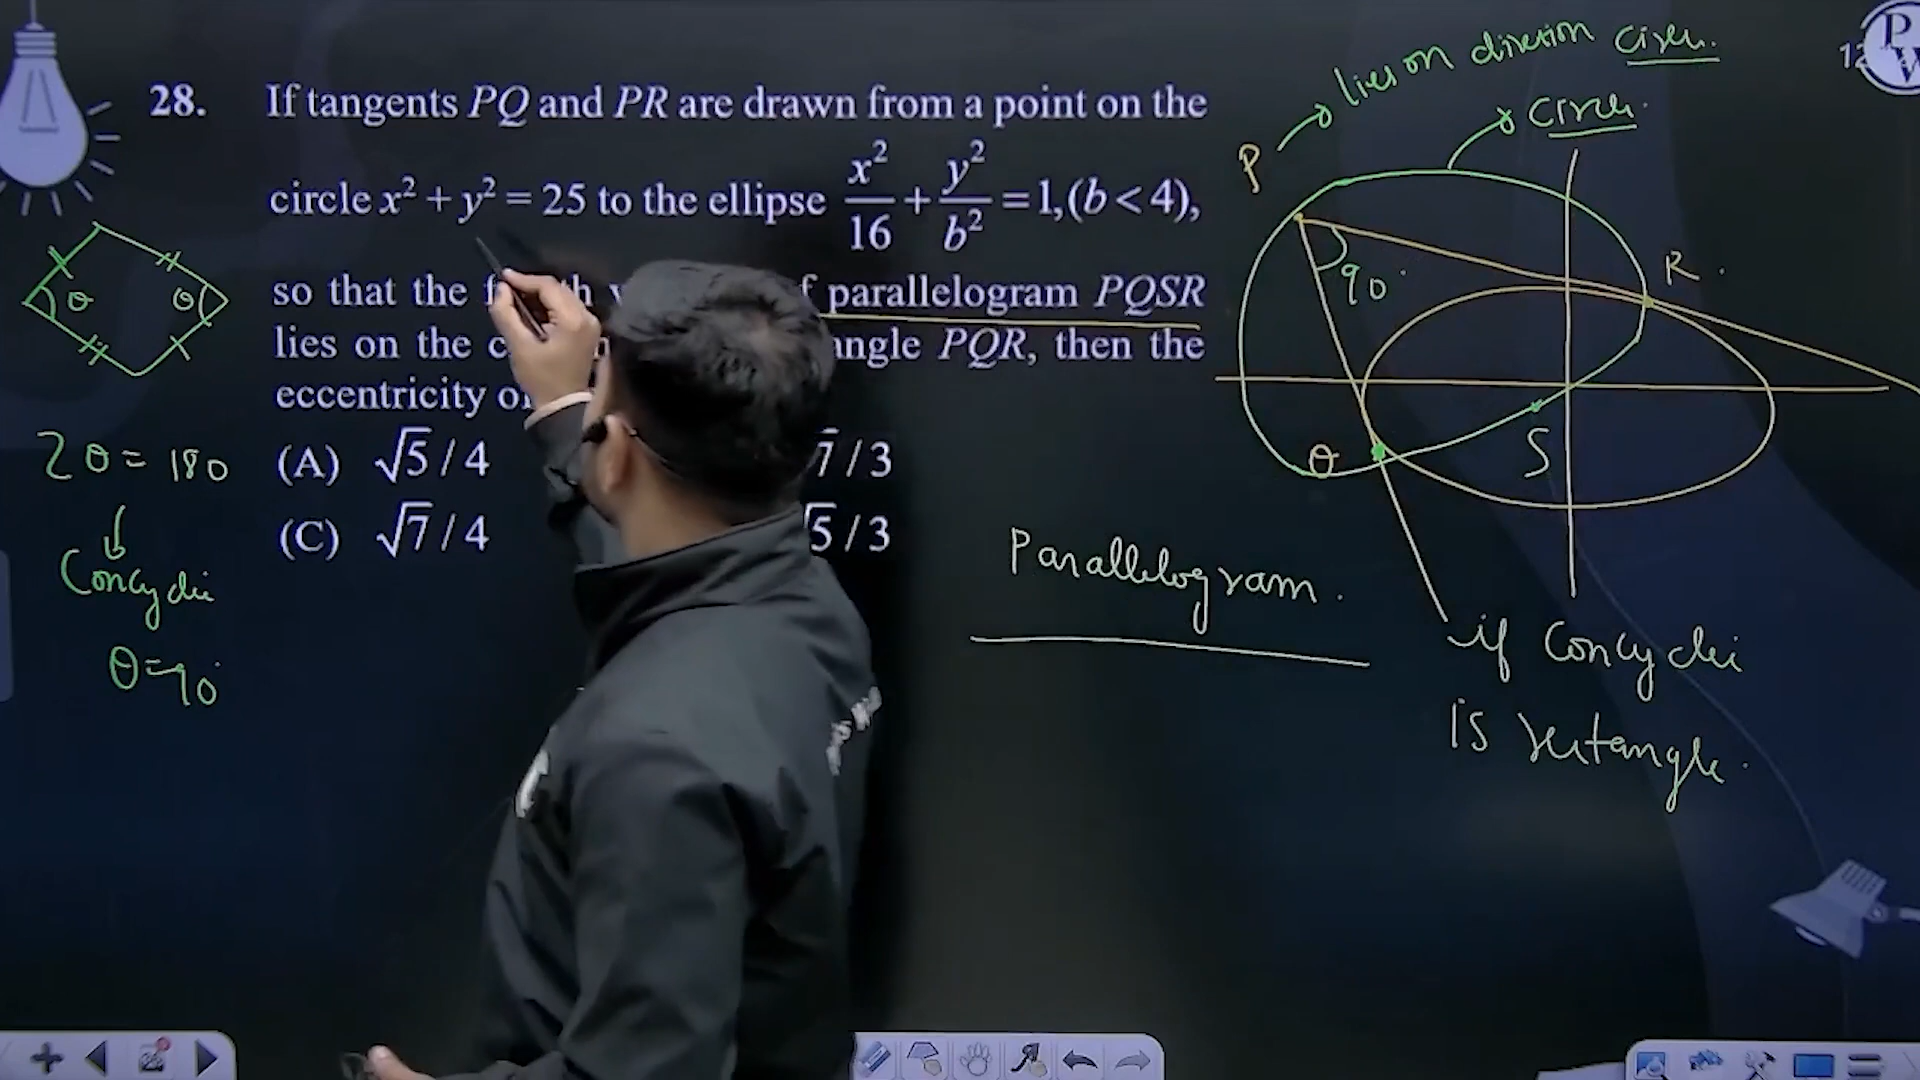 28. If tangents PQ and PR are drawn from a point on the
circle x² + y² = 25 to the ellipse x²/16 + y²/b² = 1, (b < 4),
so that the parallelogram PQSR
lies on the PQR, then the
eccentricity
(A) √5 / 4
7 / 3
(C) √7 / 4
5 / 3
θ θ
2θ = 180
Concyclic
θ = 90
P → lies on direction circle.
circle.
P
90°
R.
Q
S
Parallelogram.
if Concyclic
is rectangle.
12
PW